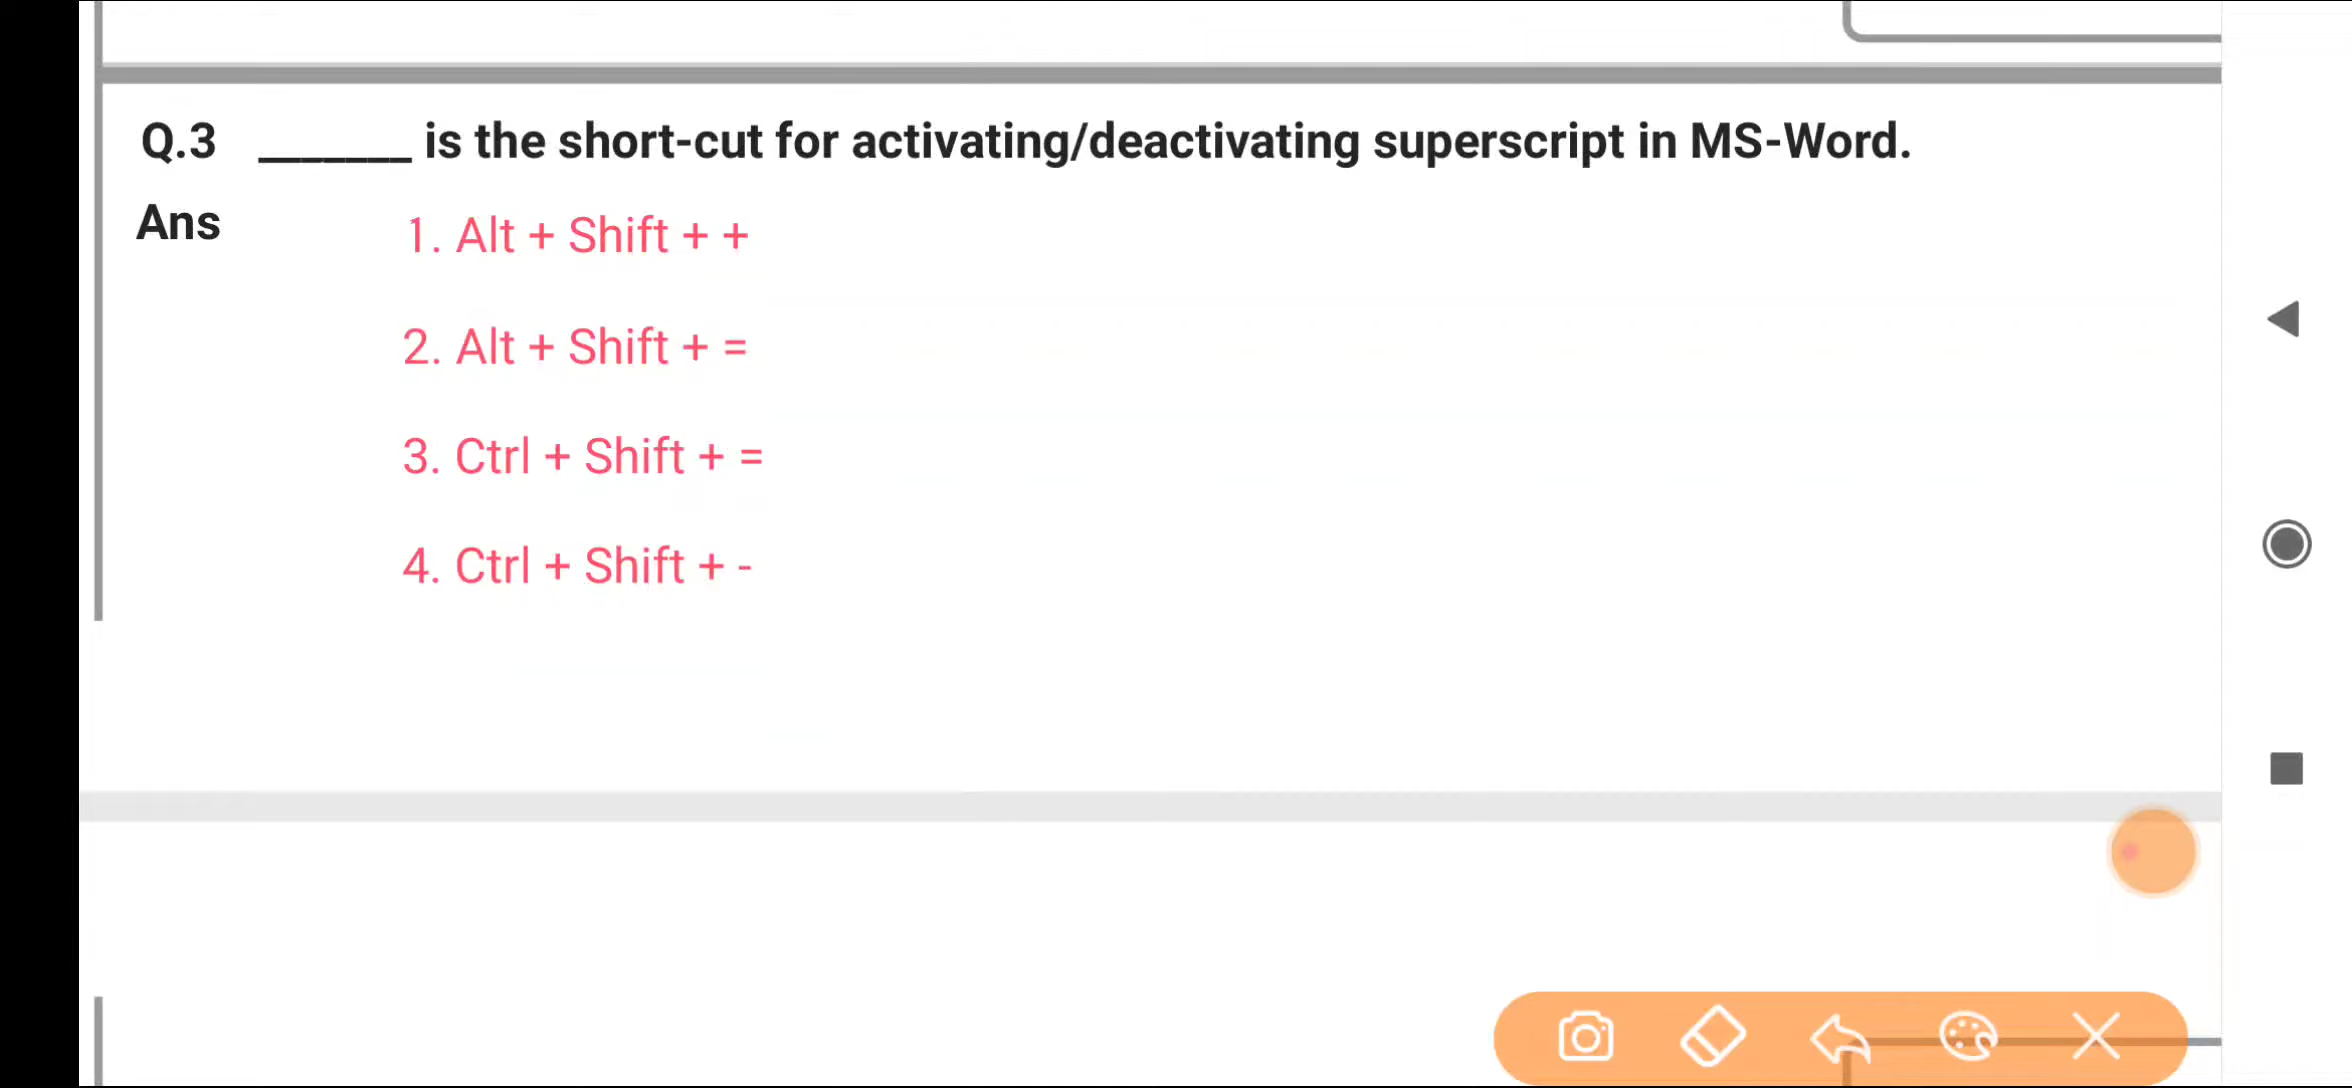 Q.3 _______ is the short-cut for activating/deactivating superscript in MS-Word.
Ans
1. Alt + Shift + +
2. Alt + Shift + =
3. Ctrl + Shift + =
4. Ctrl + Shift + -